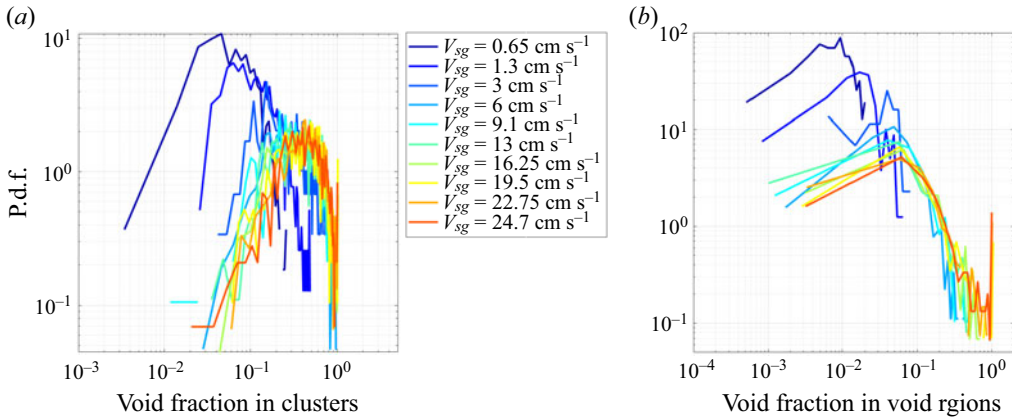 (a)
10^1
10^0
10^−1
P.d.f.
10^−3
10^−2
10^−1
10^0
Void fraction in clusters
V_sg = 0.65 cm s^−1
V_sg = 1.3 cm s^−1
V_sg = 3 cm s^−1
V_sg = 6 cm s^−1
V_sg = 9.1 cm s^−1
V_sg = 13 cm s^−1
V_sg = 16.25 cm s^−1
V_sg = 19.5 cm s^−1
V_sg = 22.75 cm s^−1
V_sg = 24.7 cm s^−1
(b)
10^2
10^1
10^0
10^−1
10^−4
10^−3
10^−2
10^−1
10^0
Void fraction in void rgions